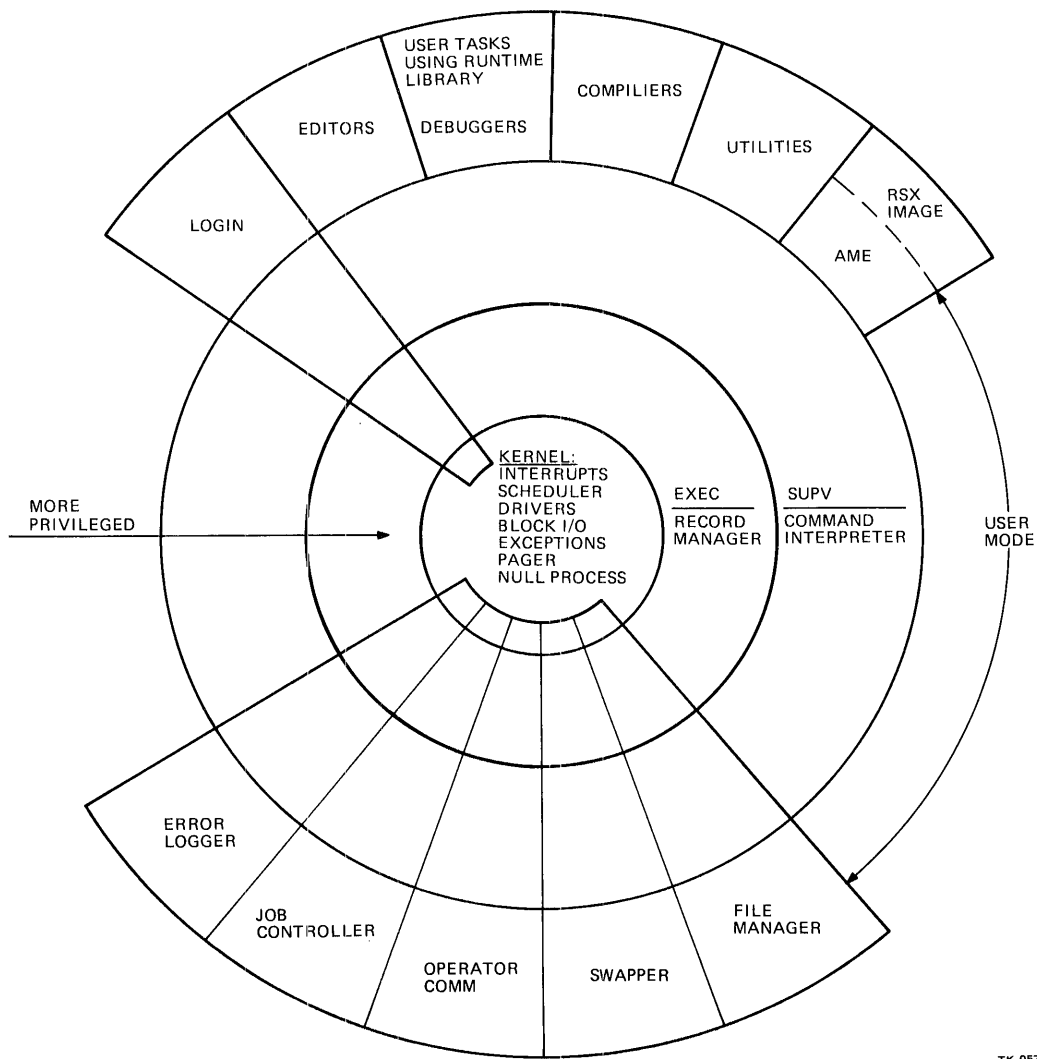 USER TASKS
USING RUNTIME
LIBRARY
DEBUGGERS
COMPILIERS
EDITORS
UTILITIES
LOGIN
RSX
IMAGE
AME
KERNEL:
INTERRUPTS
SCHEDULER
DRIVERS
BLOCK I/O
EXCEPTIONS
PAGER
NULL PROCESS
EXEC
RECORD
MANAGER
SUPV
COMMAND
INTERPRETER
MORE
PRIVILEGED
USER
MODE
ERROR
LOGGER
JOB
CONTROLLER
OPERATOR
COMM
SWAPPER
FILE
MANAGER